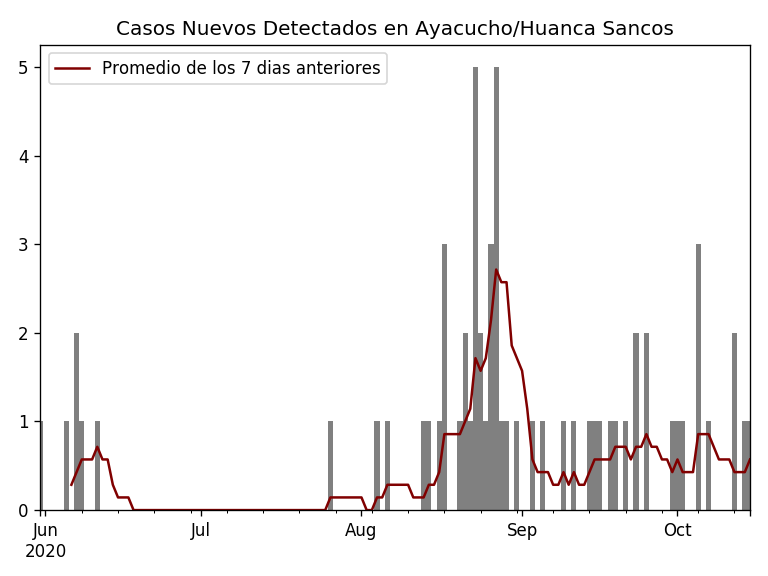 Casos Nuevos Detectados en Ayacucho/Huanca Sancos
Promedio de los 7 dias anteriores
5
4
3
2
1
0
Jun Jul Aug Sep Oct
2020